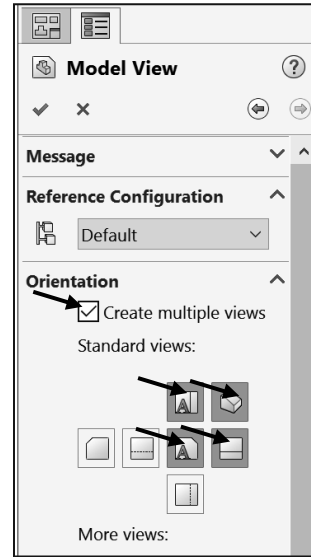 Model View
?
Message
Reference Configuration
Default
Orientation
Create multiple views
Standard views:
A
A
More views: